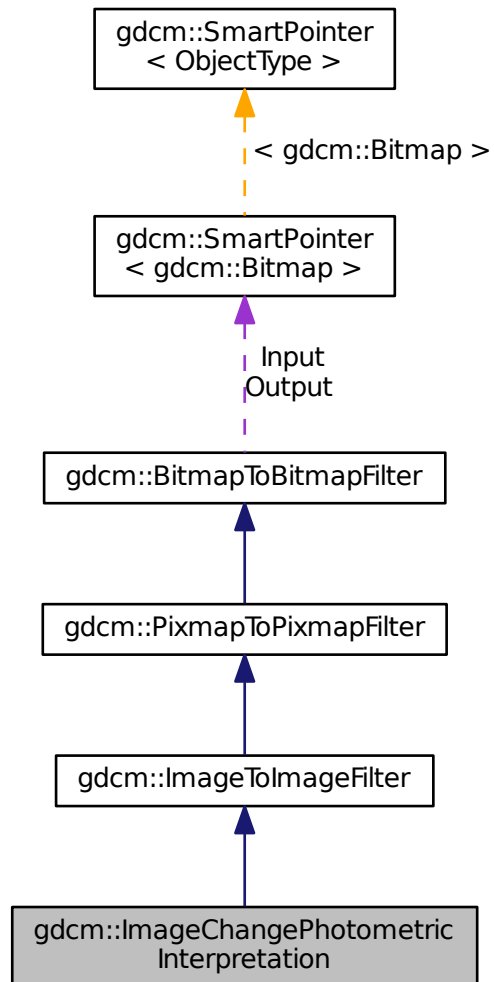 gdcm::SmartPointer
< ObjectType >
< gdcm::Bitmap >
gdcm::SmartPointer
< gdcm::Bitmap >
Input
Output
gdcm::BitmapToBitmapFilter
gdcm::PixmapToPixmapFilter
gdcm::ImageToImageFilter
gdcm::ImageChangePhotometric
Interpretation